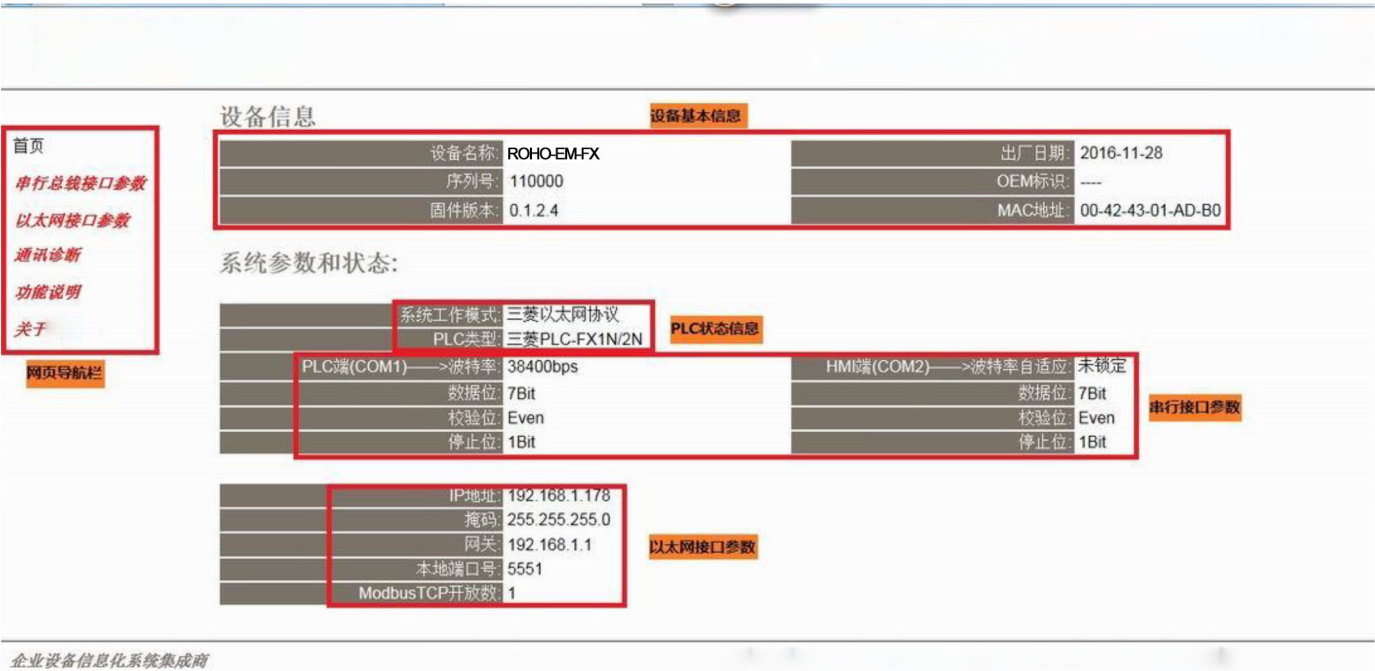 设备信息
设备基本信息
首页
串行总线接口参数
以太网接口参数
通讯诊断
功能说明
关于
网页导航栏
设备名称: ROHO-EM-FX 出厂日期: 2016-11-28
序列号: 110000 OEM标识: ----
固件版本: 0.1.2.4 MAC地址: 00-42-43-01-AD-B0
系统参数和状态:
系统工作模式: 三菱以太网协议
PLC类型: 三菱PLC-FX1N/2N
PLC状态信息
PLC端(COM1)——>波特率: 38400bps HMI端(COM2)——>波特率自适应: 未锁定
数据位: 7Bit 数据位: 7Bit
校验位: Even 校验位: Even
停止位: 1Bit 停止位: 1Bit
串行接口参数
IP地址: 192.168.1.178
掩码: 255.255.255.0
网关: 192.168.1.1
本地端口号: 5551
ModbusTCP开放数: 1
以太网接口参数
企业设备信息化系统集成商